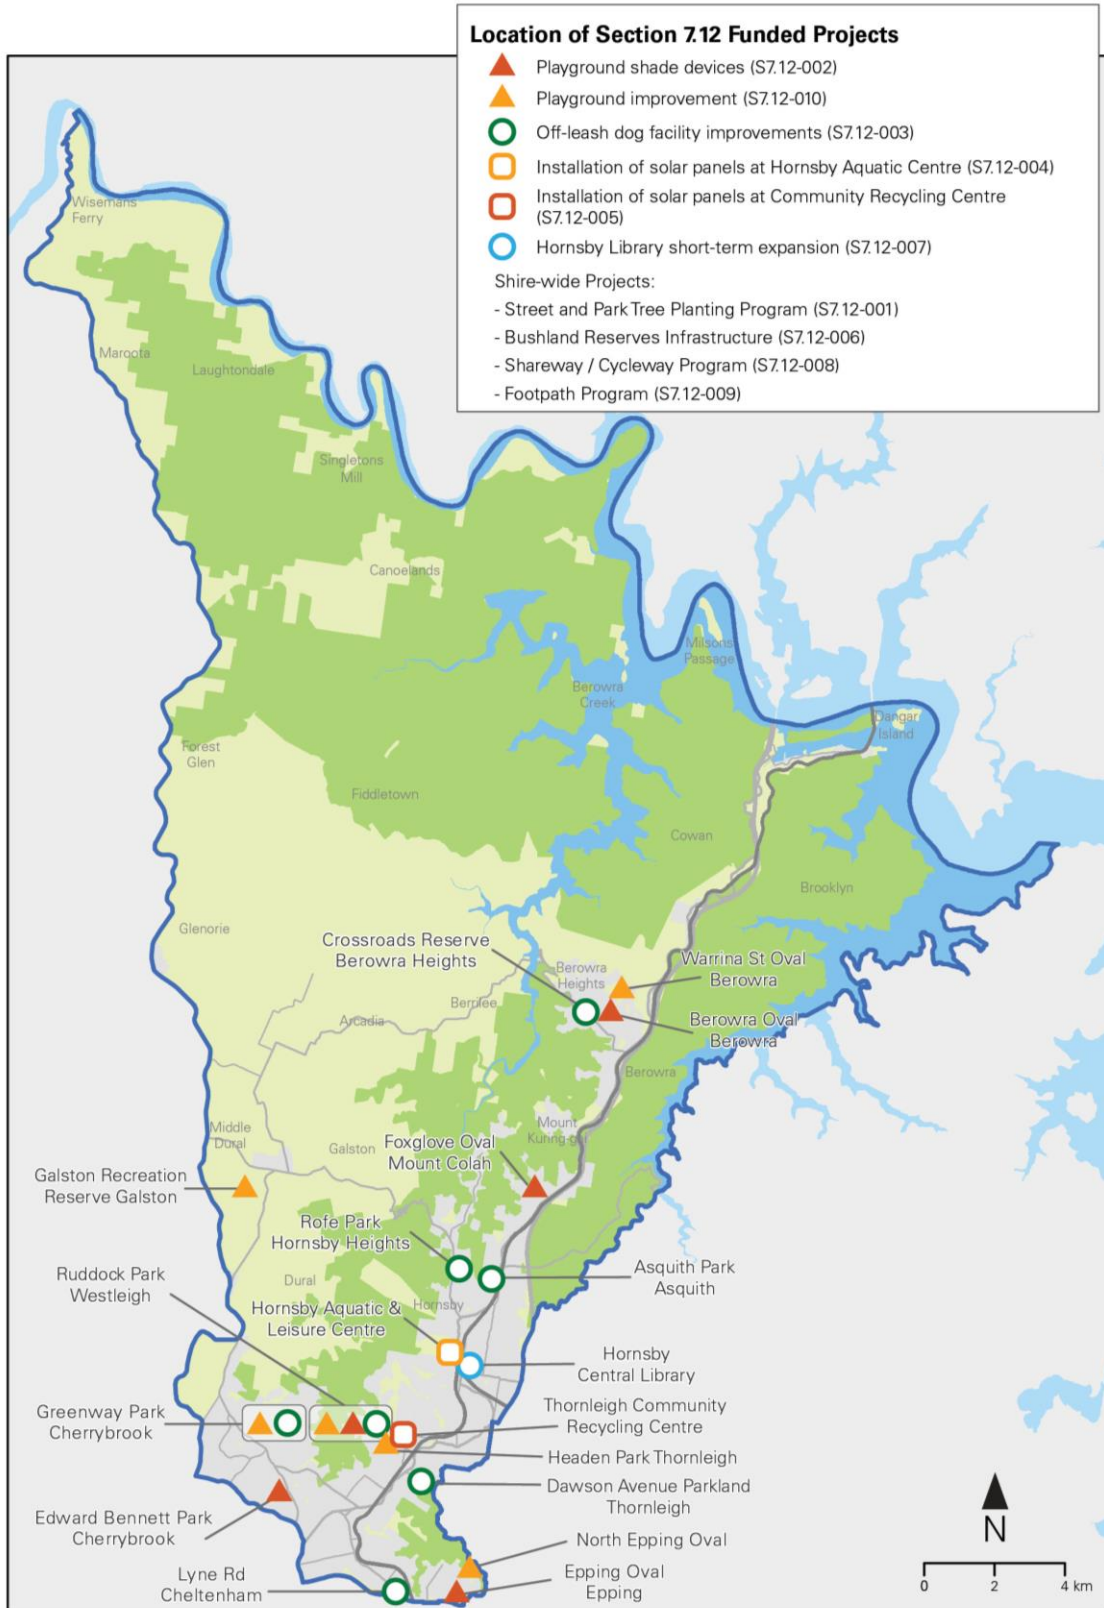 Location of Section 7.12 Funded Projects
Playground shade devices (S7.12-002)
Playground improvement (S7.12-010)
Off-leash dog facility improvements (S7.12-003)
Installation of solar panels at Hornsby Aquatic Centre (S7.12-004)
Installation of solar panels at Community Recycling Centre
(S7.12-005)
Hornsby Library short-term expansion (S7.12-007)
Shire-wide Projects:
- Street and Park Tree Planting Program (S7.12-001)
- Bushland Reserves Infrastructure (S7.12-006)
- Shareway / Cycleway Program (S7.12-008)
- Footpath Program (S7.12-009)
Wisemans
Ferry
Maroota
Laughtondale
Singletons
Mill
Canoelands
Milsons
Passage
Berowra
Creek
Dangar
Island
Forest
Glen
Fiddletown
Cowan
Brooklyn
Glenorie
Crossroads Reserve
Berowra Heights
Berowra
Heights
Warrina St Oval
Berowra
Berrilee
Arcadia
Berowra Oval
Berowra
Berowra
Middle
Dural
Galston
Mount
Kuring-gai
Foxglove Oval
Mount Colah
Galston Recreation
Reserve Galston
Rofe Park
Hornsby Heights
Ruddock Park
Westleigh
Dural
Asquith Park
Asquith
Hornsby
Hornsby Aquatic &
Leisure Centre
Hornsby
Central Library
Greenway Park
Cherrybrook
Thornleigh Community
Recycling Centre
Headen Park Thornleigh
Dawson Avenue Parkland
Thornleigh
Edward Bennett Park
Cherrybrook
North Epping Oval
Lyne Rd
Cheltenham
Epping Oval
Epping
N
0 2 4 km